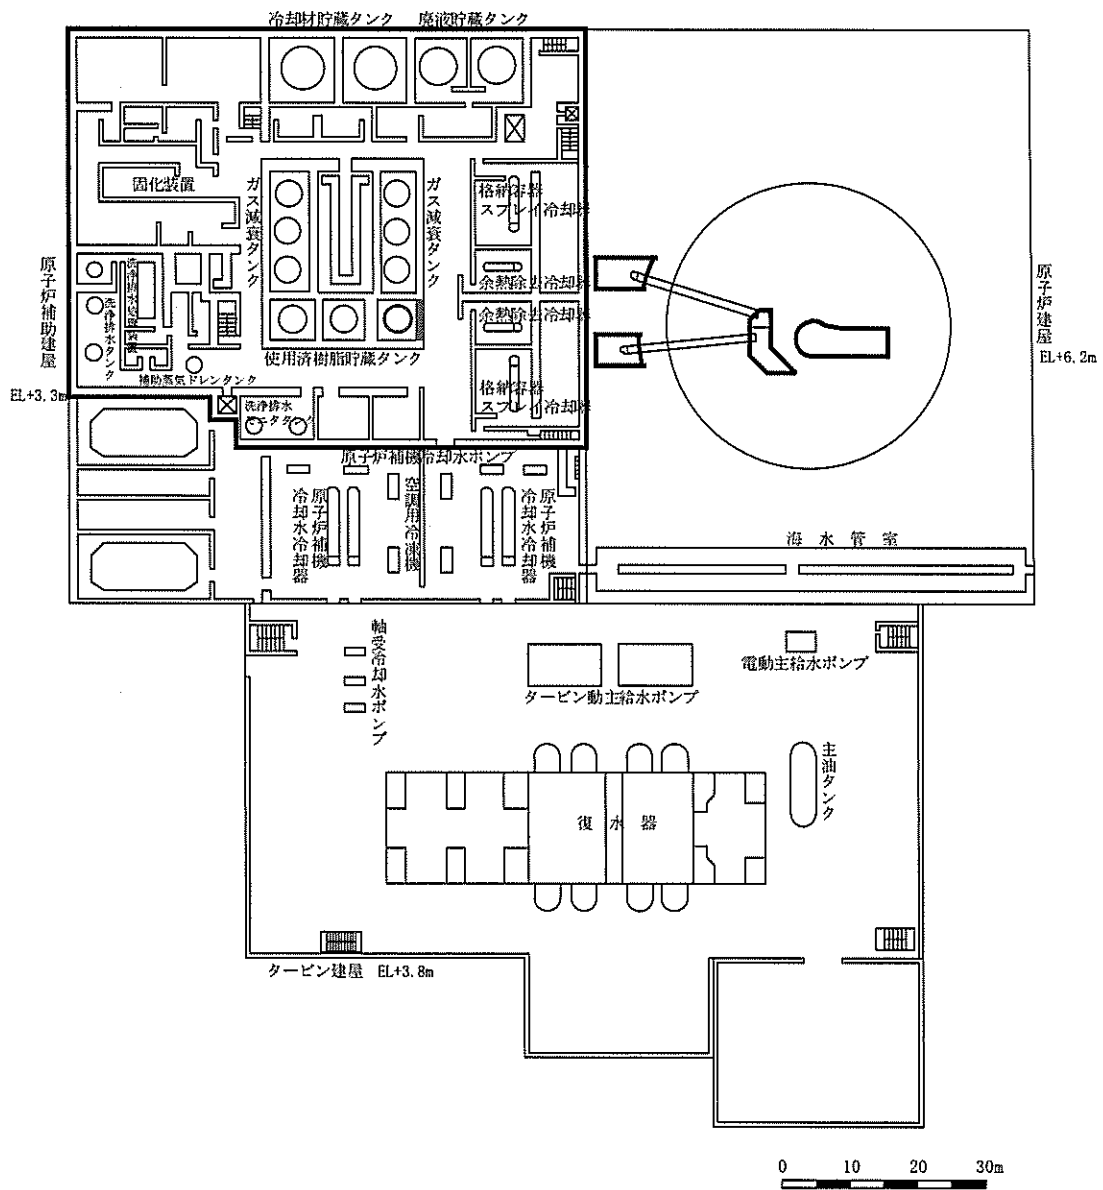 冷却材貯蔵タンク
廃液貯蔵タンク
固化装置
ガス減衰タンク
ガス減衰タンク
格納容器
スプレイ冷却器
余熱除去冷却器
余熱除去冷却器
格納容器
スプレイ冷却器
原子炉補助建屋
EL+3.3m
洗浄排水処理装置
洗浄排水タンク
補助蒸気ドレンタンク
使用済樹脂貯蔵タンク
洗浄排水
モニタタンク
原子炉建屋
EL+6.2m
原子炉補機冷却水ポンプ
原子炉補機
冷却水冷却器
空調用冷凍機
原子炉補機
冷却水冷却器
海水管室
軸受冷却水ポンプ
タービン動主給水ポンプ
電動主給水ポンプ
主油タンク
復水器
タービン建屋 EL+3.8m
0 10 20 30m